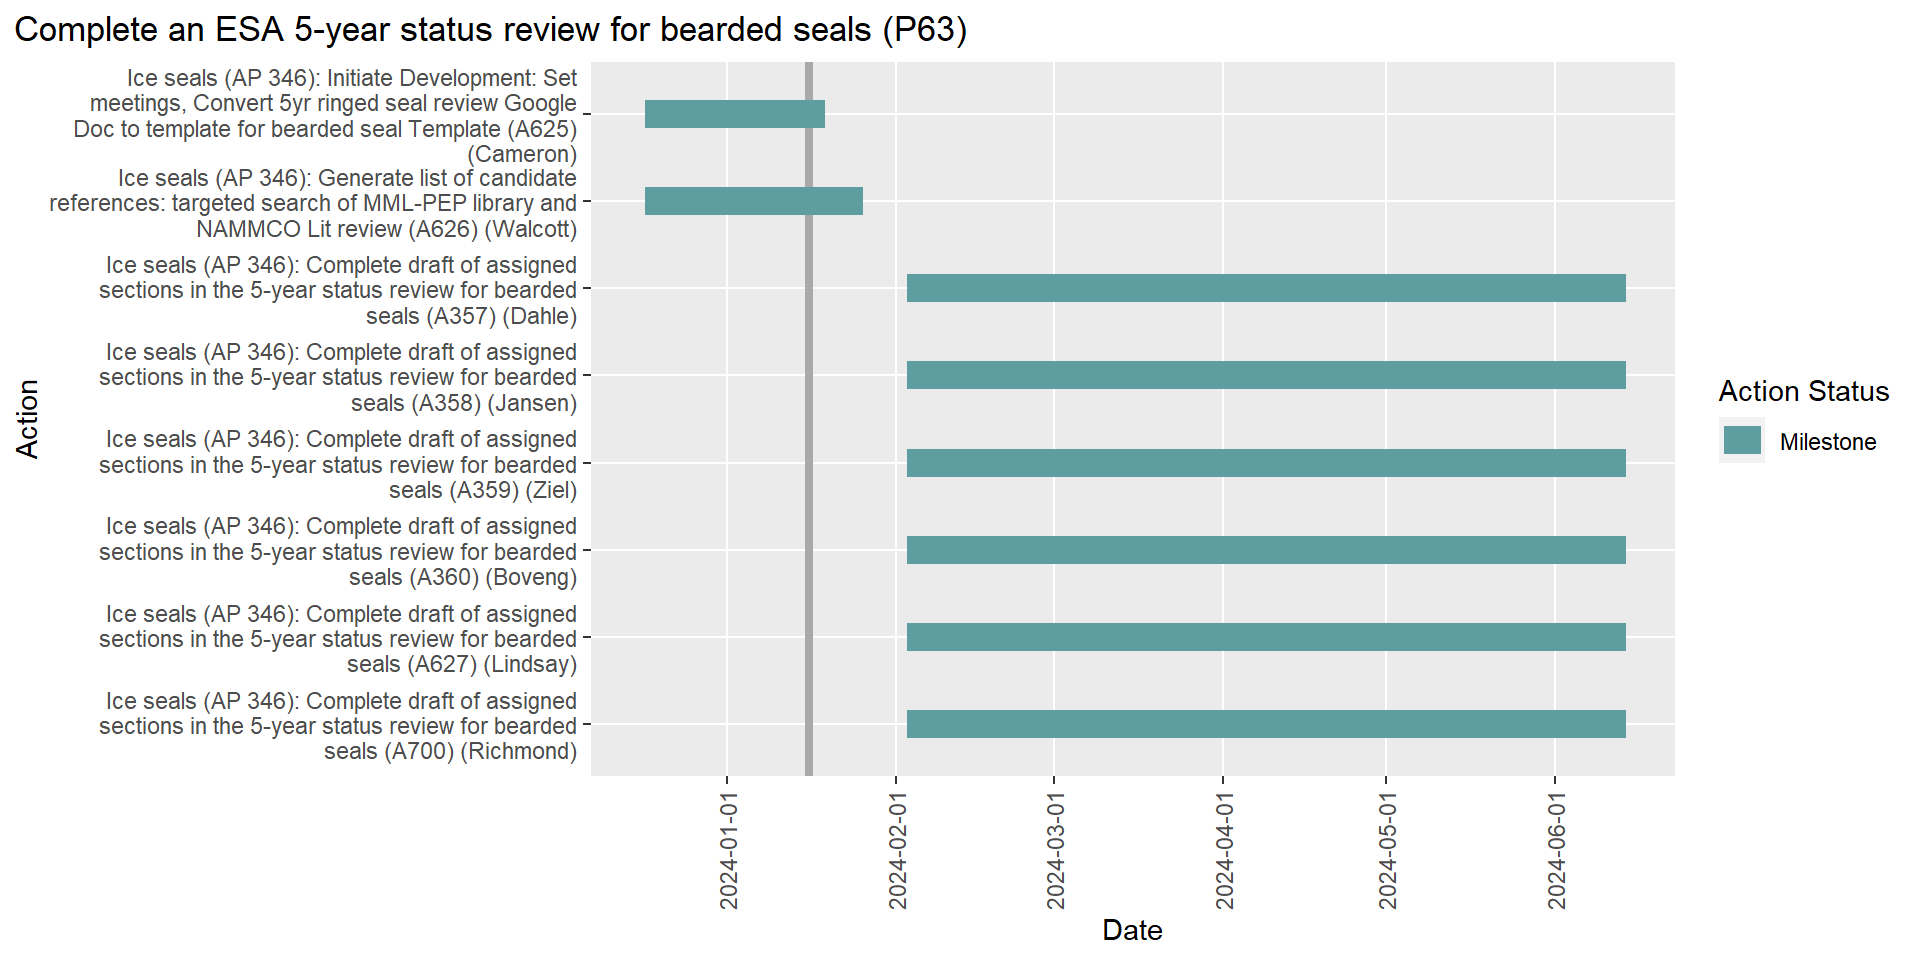 Complete an ESA 5-year status review for bearded seals (P63)
Ice seals (AP 346): Initiate Development: Set
meetings, Convert 5yr ringed seal review Google
Doc to template for bearded seal Template (A625)
(Cameron)
Ice seals (AP 346): Generate list of candidate
references: targeted search of MML-PEP library and
NAMMCO Lit review (A626) (Walcott)
Ice seals (AP 346): Complete draft of assigned
sections in the 5-year status review for bearded
seals (A357) (Dahle)
Ice seals (AP 346): Complete draft of assigned
sections in the 5-year status review for bearded
seals (A358) (Jansen)
Ice seals (AP 346): Complete draft of assigned
sections in the 5-year status review for bearded
seals (A359) (Ziel)
Ice seals (AP 346): Complete draft of assigned
sections in the 5-year status review for bearded
seals (A360) (Boveng)
Ice seals (AP 346): Complete draft of assigned
sections in the 5-year status review for bearded
seals (A627) (Lindsay)
Ice seals (AP 346): Complete draft of assigned
sections in the 5-year status review for bearded
seals (A700) (Richmond)
Action
2024-01-01
2024-02-01
2024-03-01
2024-04-01
2024-05-01
2024-06-01
Date
Action Status
Milestone